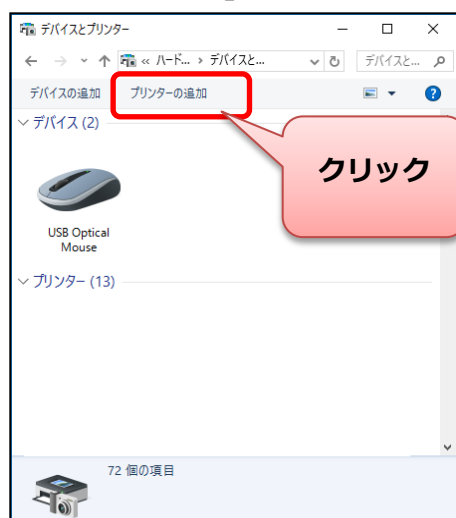 デバイスとプリンター
« ハード... › デバイスと...
デバイスと...
デバイスの追加 プリンターの追加
デバイス (2)
クリック
USB Optical
Mouse
プリンター (13)
72 個の項目